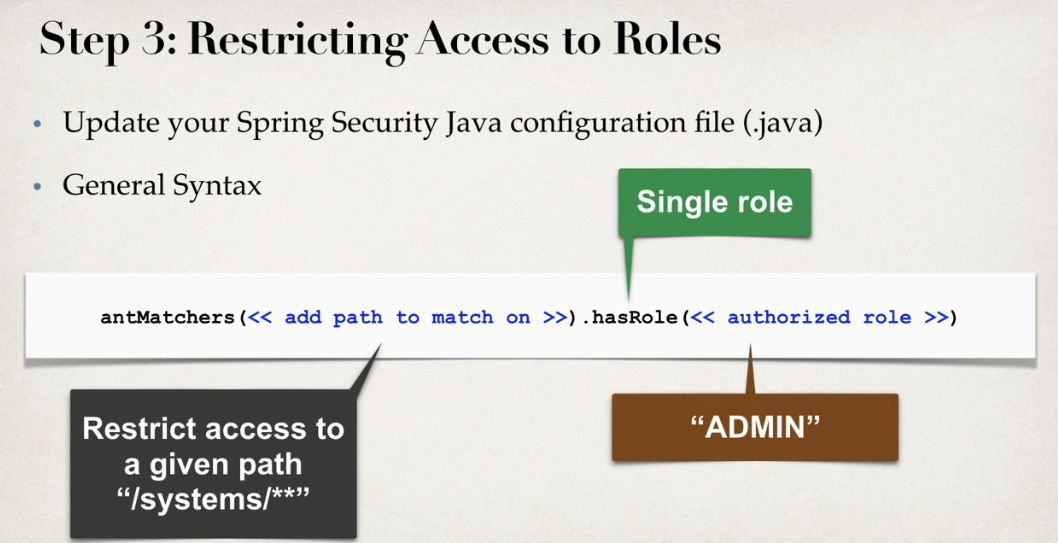 Step 3: Restricting Access to Roles
• Update your Spring Security Java configuration file (.java)
• General Syntax
Single role
antMatchers(<< add path to match on >>).hasRole(<< authorized role >>)
Restrict access to
a given path
“/systems/**”
“ADMIN”